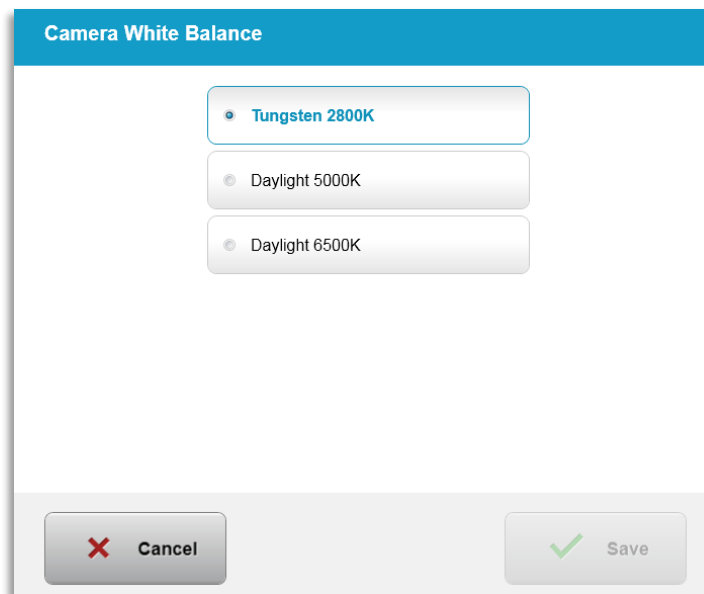 Camera White Balance
Tungsten 2800K
Daylight 5000K
Daylight 6500K
Cancel
Save